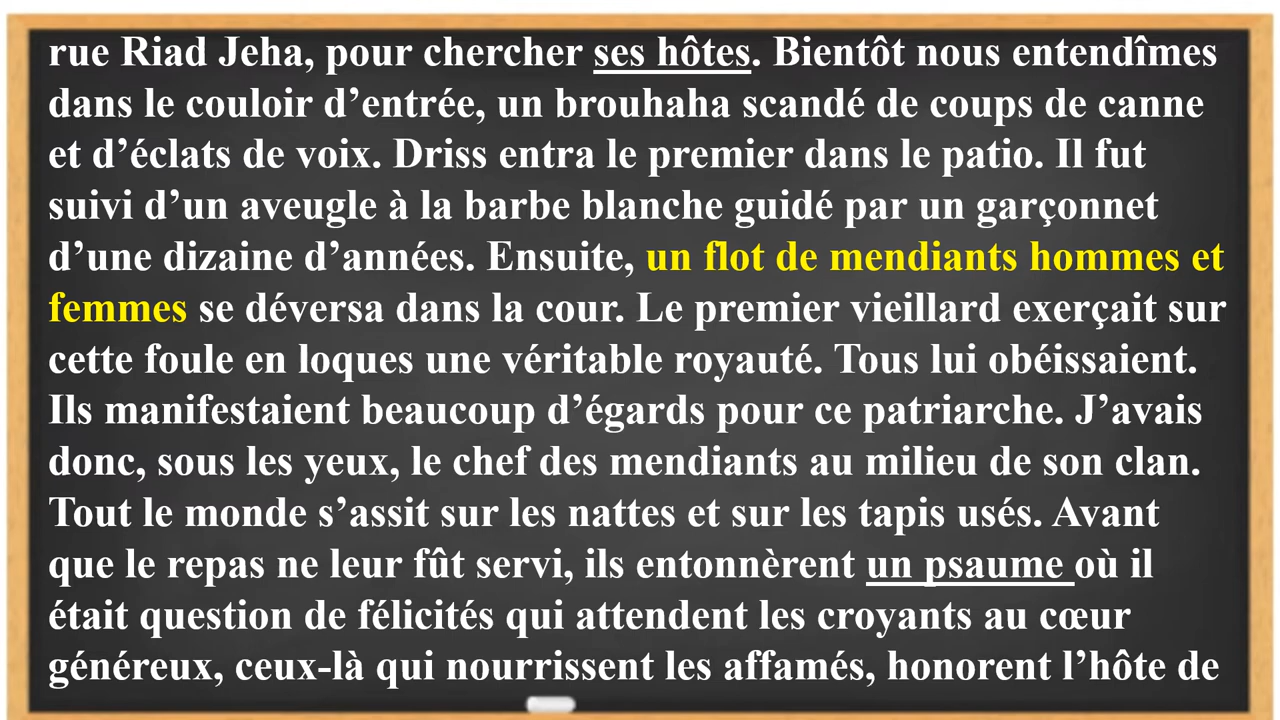 rue Riad Jeha, pour chercher ses hôtes. Bientôt nous entendîmes
dans le couloir d’entrée, un brouhaha scandé de coups de canne
et d’éclats de voix. Driss entra le premier dans le patio. Il fut
suivi d’un aveugle à la barbe blanche guidé par un garçonnet
d’une dizaine d’années. Ensuite, un flot de mendiants hommes et
femmes se déversa dans la cour. Le premier vieillard exerçait sur
cette foule en loques une véritable royauté. Tous lui obéissaient.
Ils manifestaient beaucoup d’égards pour ce patriarche. J’avais
donc, sous les yeux, le chef des mendiants au milieu de son clan.
Tout le monde s’assit sur les nattes et sur les tapis usés. Avant
que le repas ne leur fût servi, ils entonnèrent un psaume où il
était question de félicités qui attendent les croyants au cœur
généreux, ceux-là qui nourrissent les affamés, honorent l’hôte de